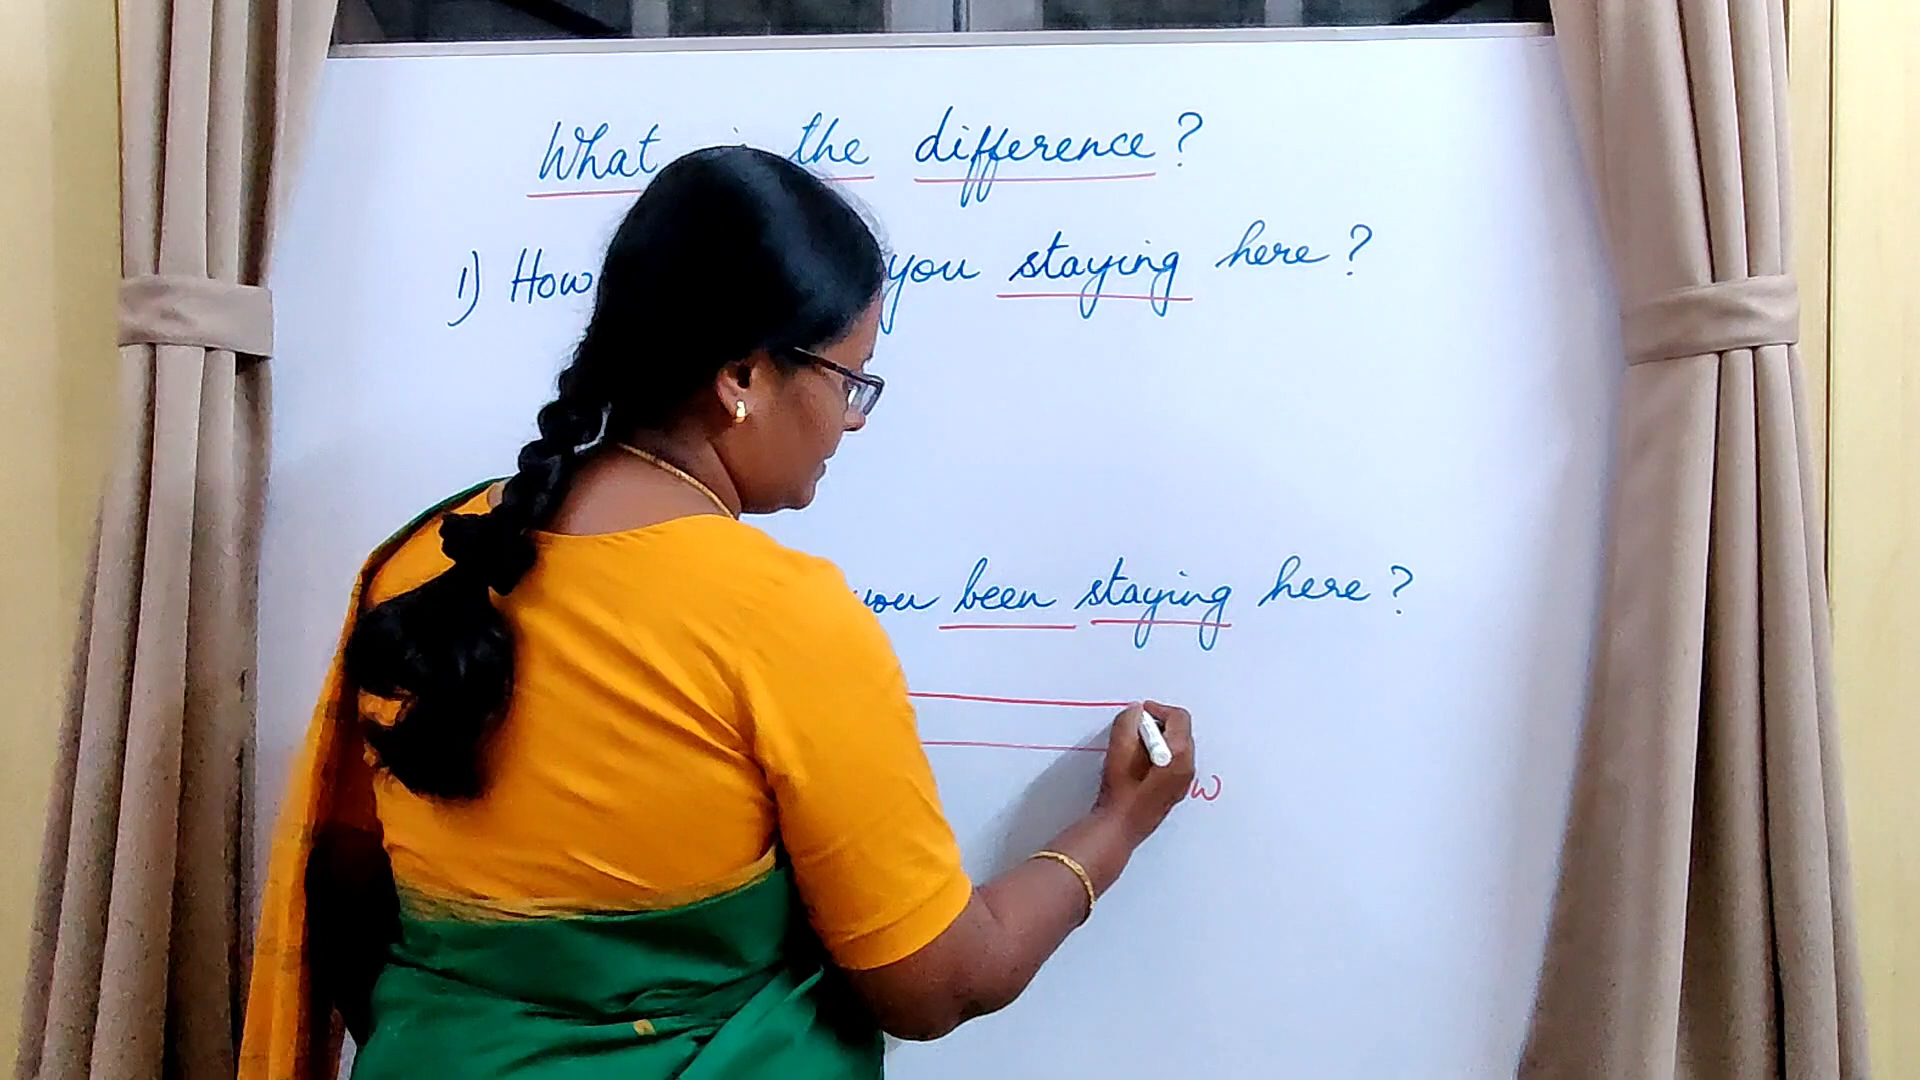 What the difference?
1) How you staying here?
you been staying here?
w